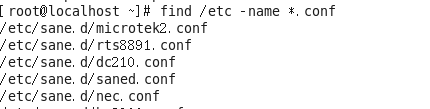 [root@localhost ~]# find /etc -name *.conf
/etc/sane.d/microtek2.conf
/etc/sane.d/rts8891.conf
/etc/sane.d/dc210.conf
/etc/sane.d/saned.conf
/etc/sane.d/nec.conf